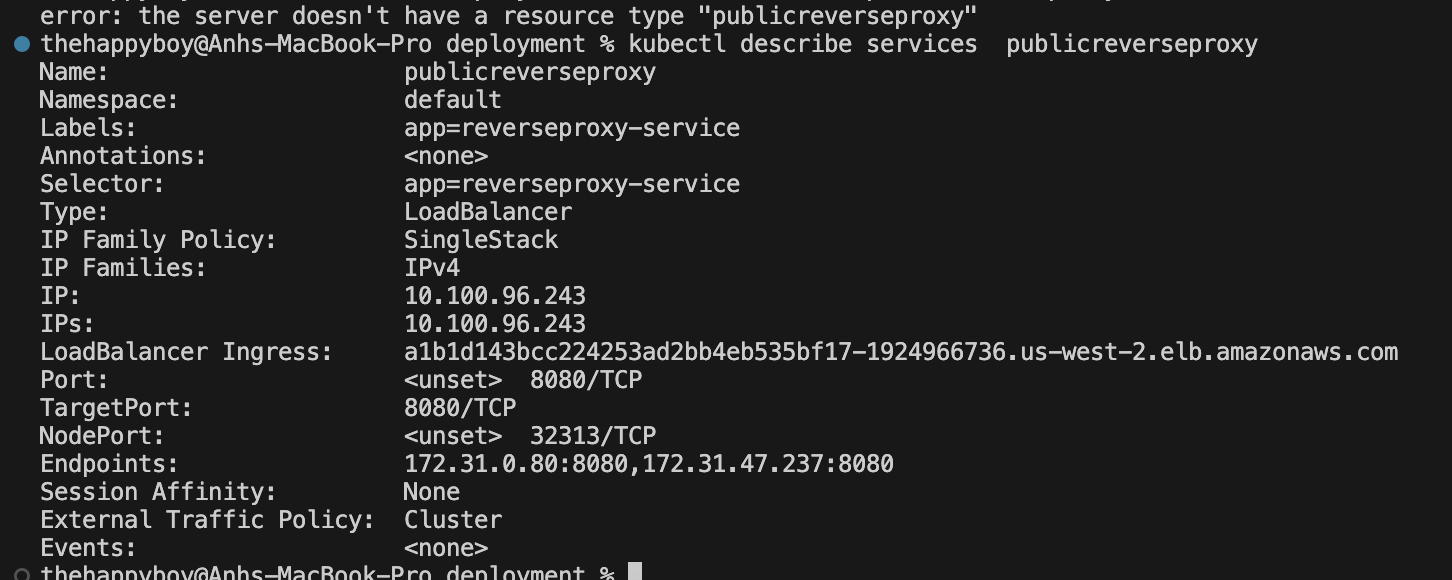 error: the server doesn't have a resource type "publicreverseproxy"
thehappyboy@Anhs-MacBook-Pro deployment % kubectl describe services  publicreverseproxy
Name:                     publicreverseproxy
Namespace:                default
Labels:                   app=reverseproxy-service
Annotations:              <none>
Selector:                 app=reverseproxy-service
Type:                     LoadBalancer
IP Family Policy:         SingleStack
IP Families:              IPv4
IP:                       10.100.96.243
IPs:                      10.100.96.243
LoadBalancer Ingress:     a1b1d143bcc224253ad2bb4eb535bf17-1924966736.us-west-2.elb.amazonaws.com
Port:                     <unset>  8080/TCP
TargetPort:               8080/TCP
NodePort:                 <unset>  32313/TCP
Endpoints:                172.31.0.80:8080,172.31.47.237:8080
Session Affinity:         None
External Traffic Policy:  Cluster
Events:                   <none>
thehappyboy@Anhs-MacBook-Pro deployment %